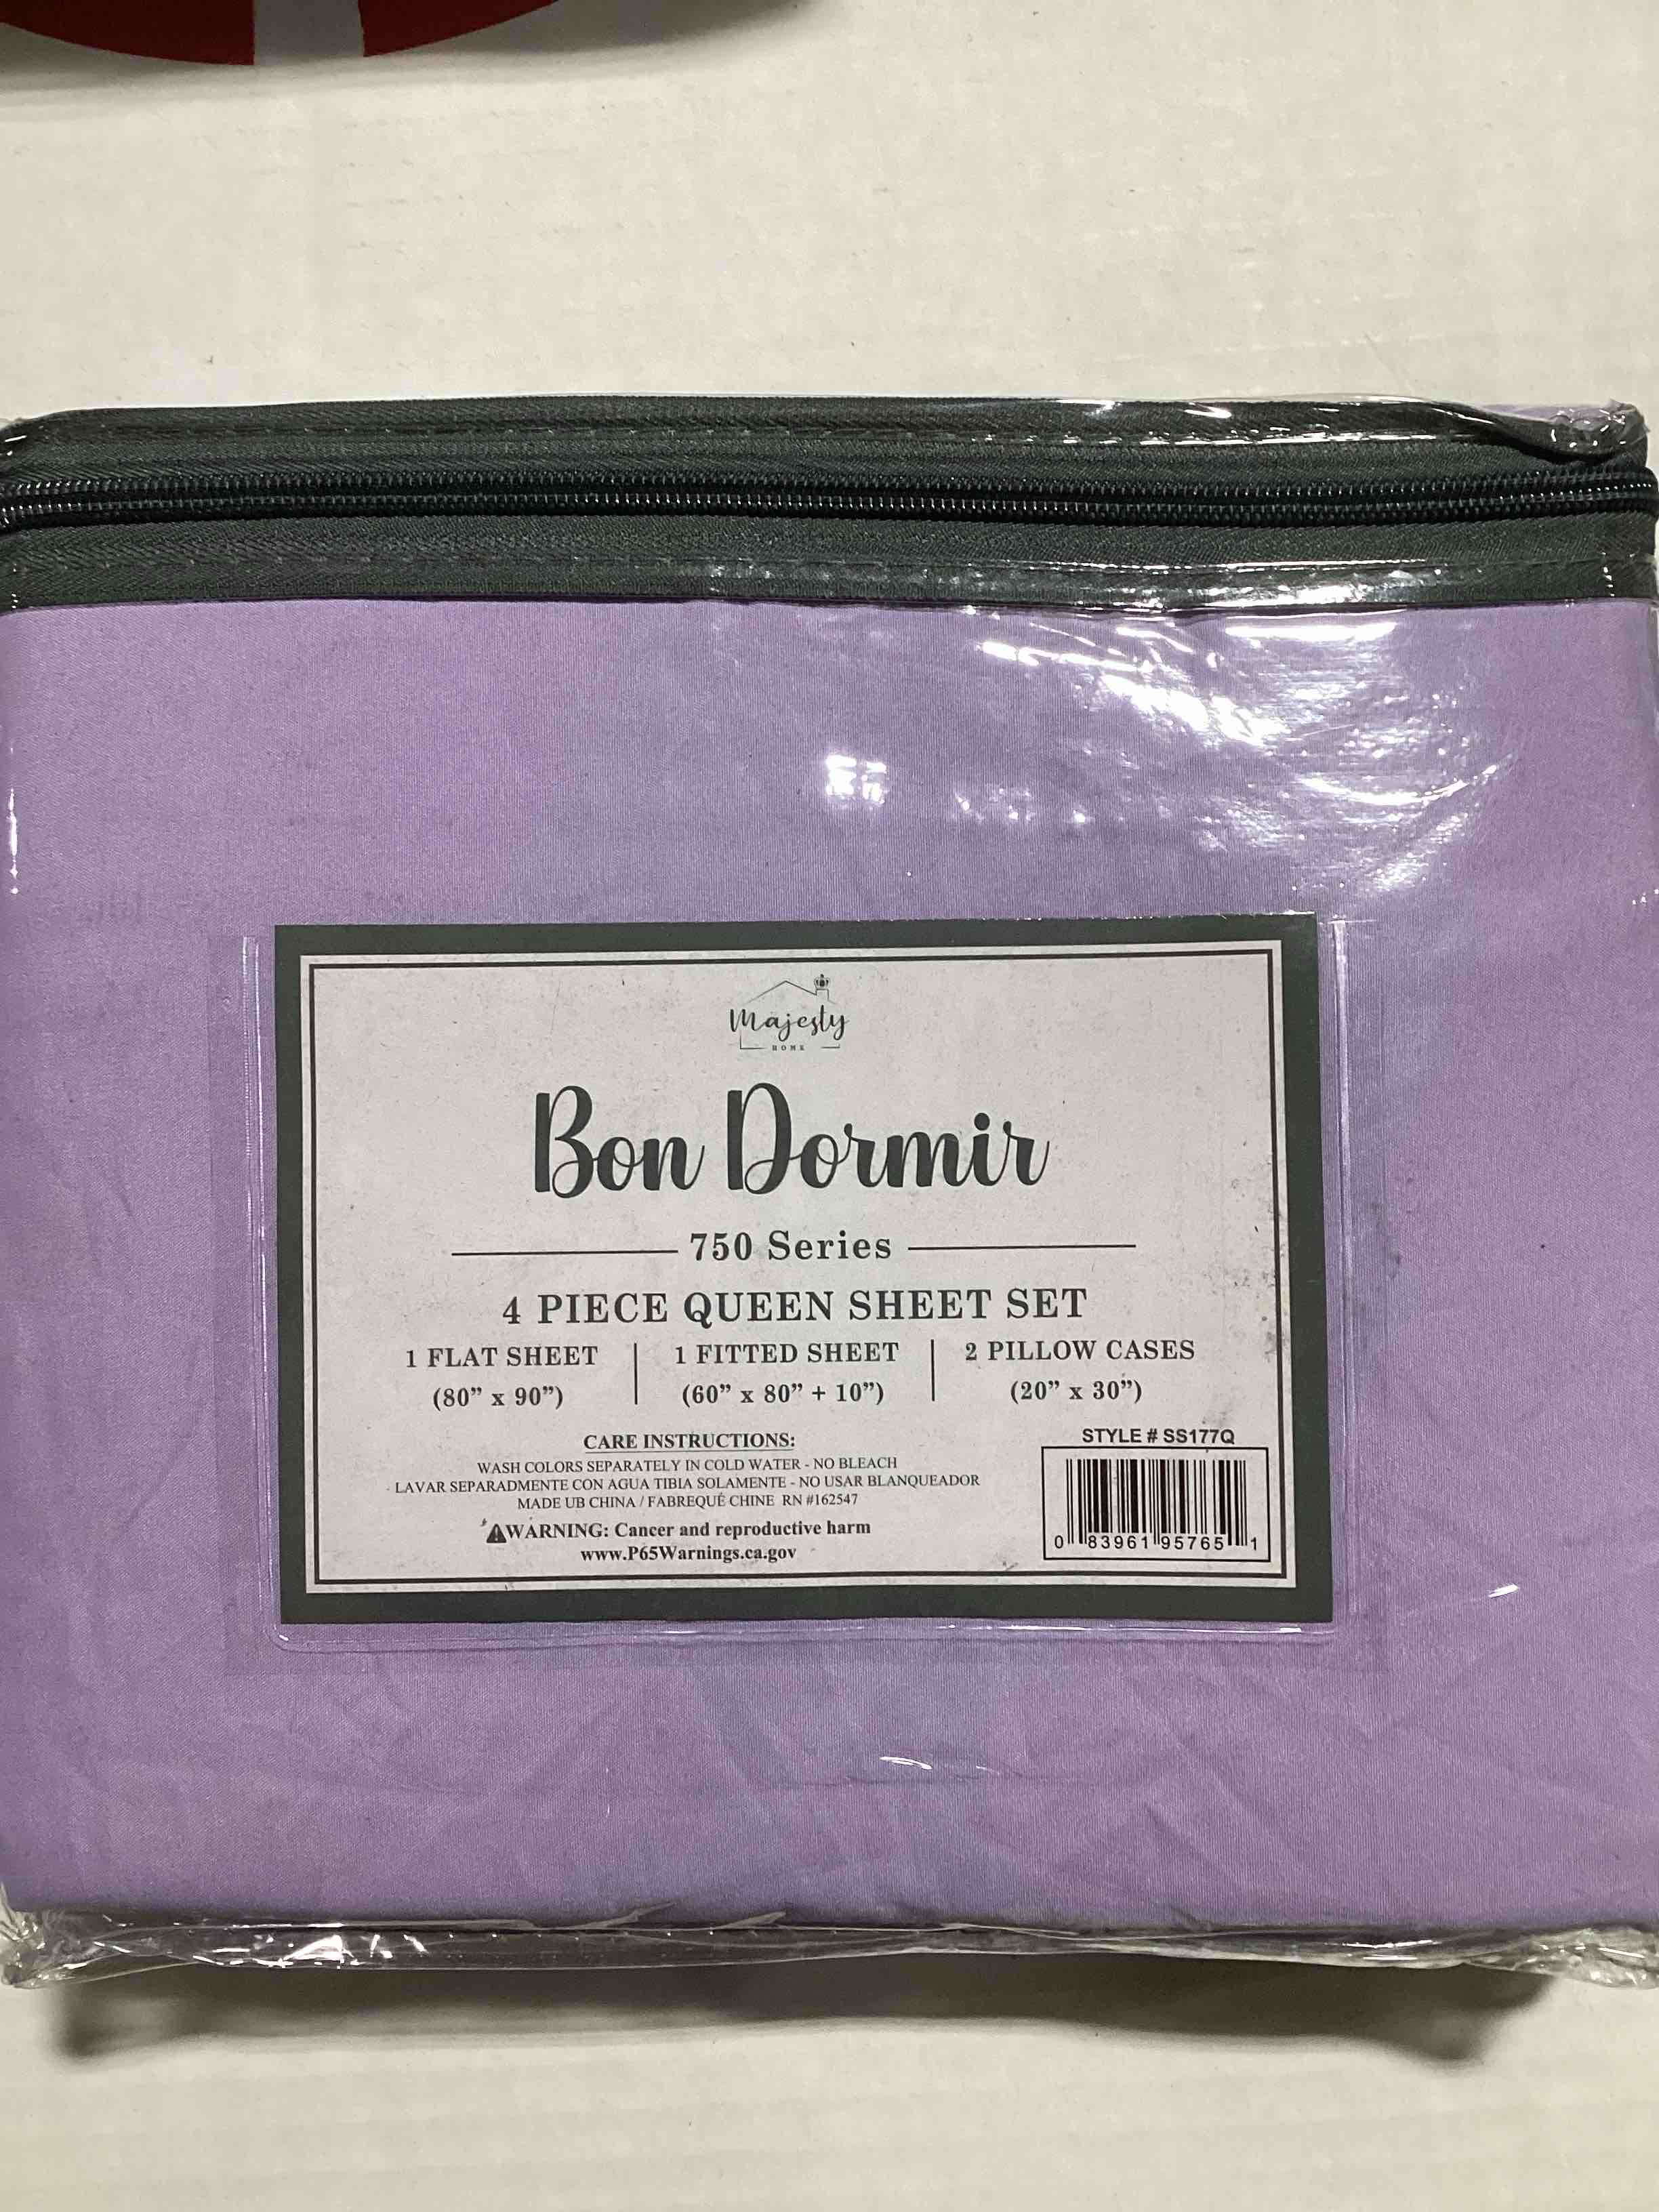 Majesty
HOME
Bon Dormir
750 Series
4 PIECE QUEEN SHEET SET
1 FLAT SHEET | 1 FITTED SHEET | 2 PILLOW CASES
(80” x 90”) (60” x 80” + 10”) (20” x 30”)
CARE INSTRUCTIONS:
WASH COLORS SEPARATELY IN COLD WATER - NO BLEACH
LAVAR SEPARADMENTE CON AGUA TIBIA SOLAMENTE - NO USAR BLANQUEADOR
MADE UB CHINA / FABREQUÉ CHINE RN #162547
WARNING: Cancer and reproductive harm
www.P65Warnings.ca.gov
STYLE # SS177Q
0 83961 95765 1